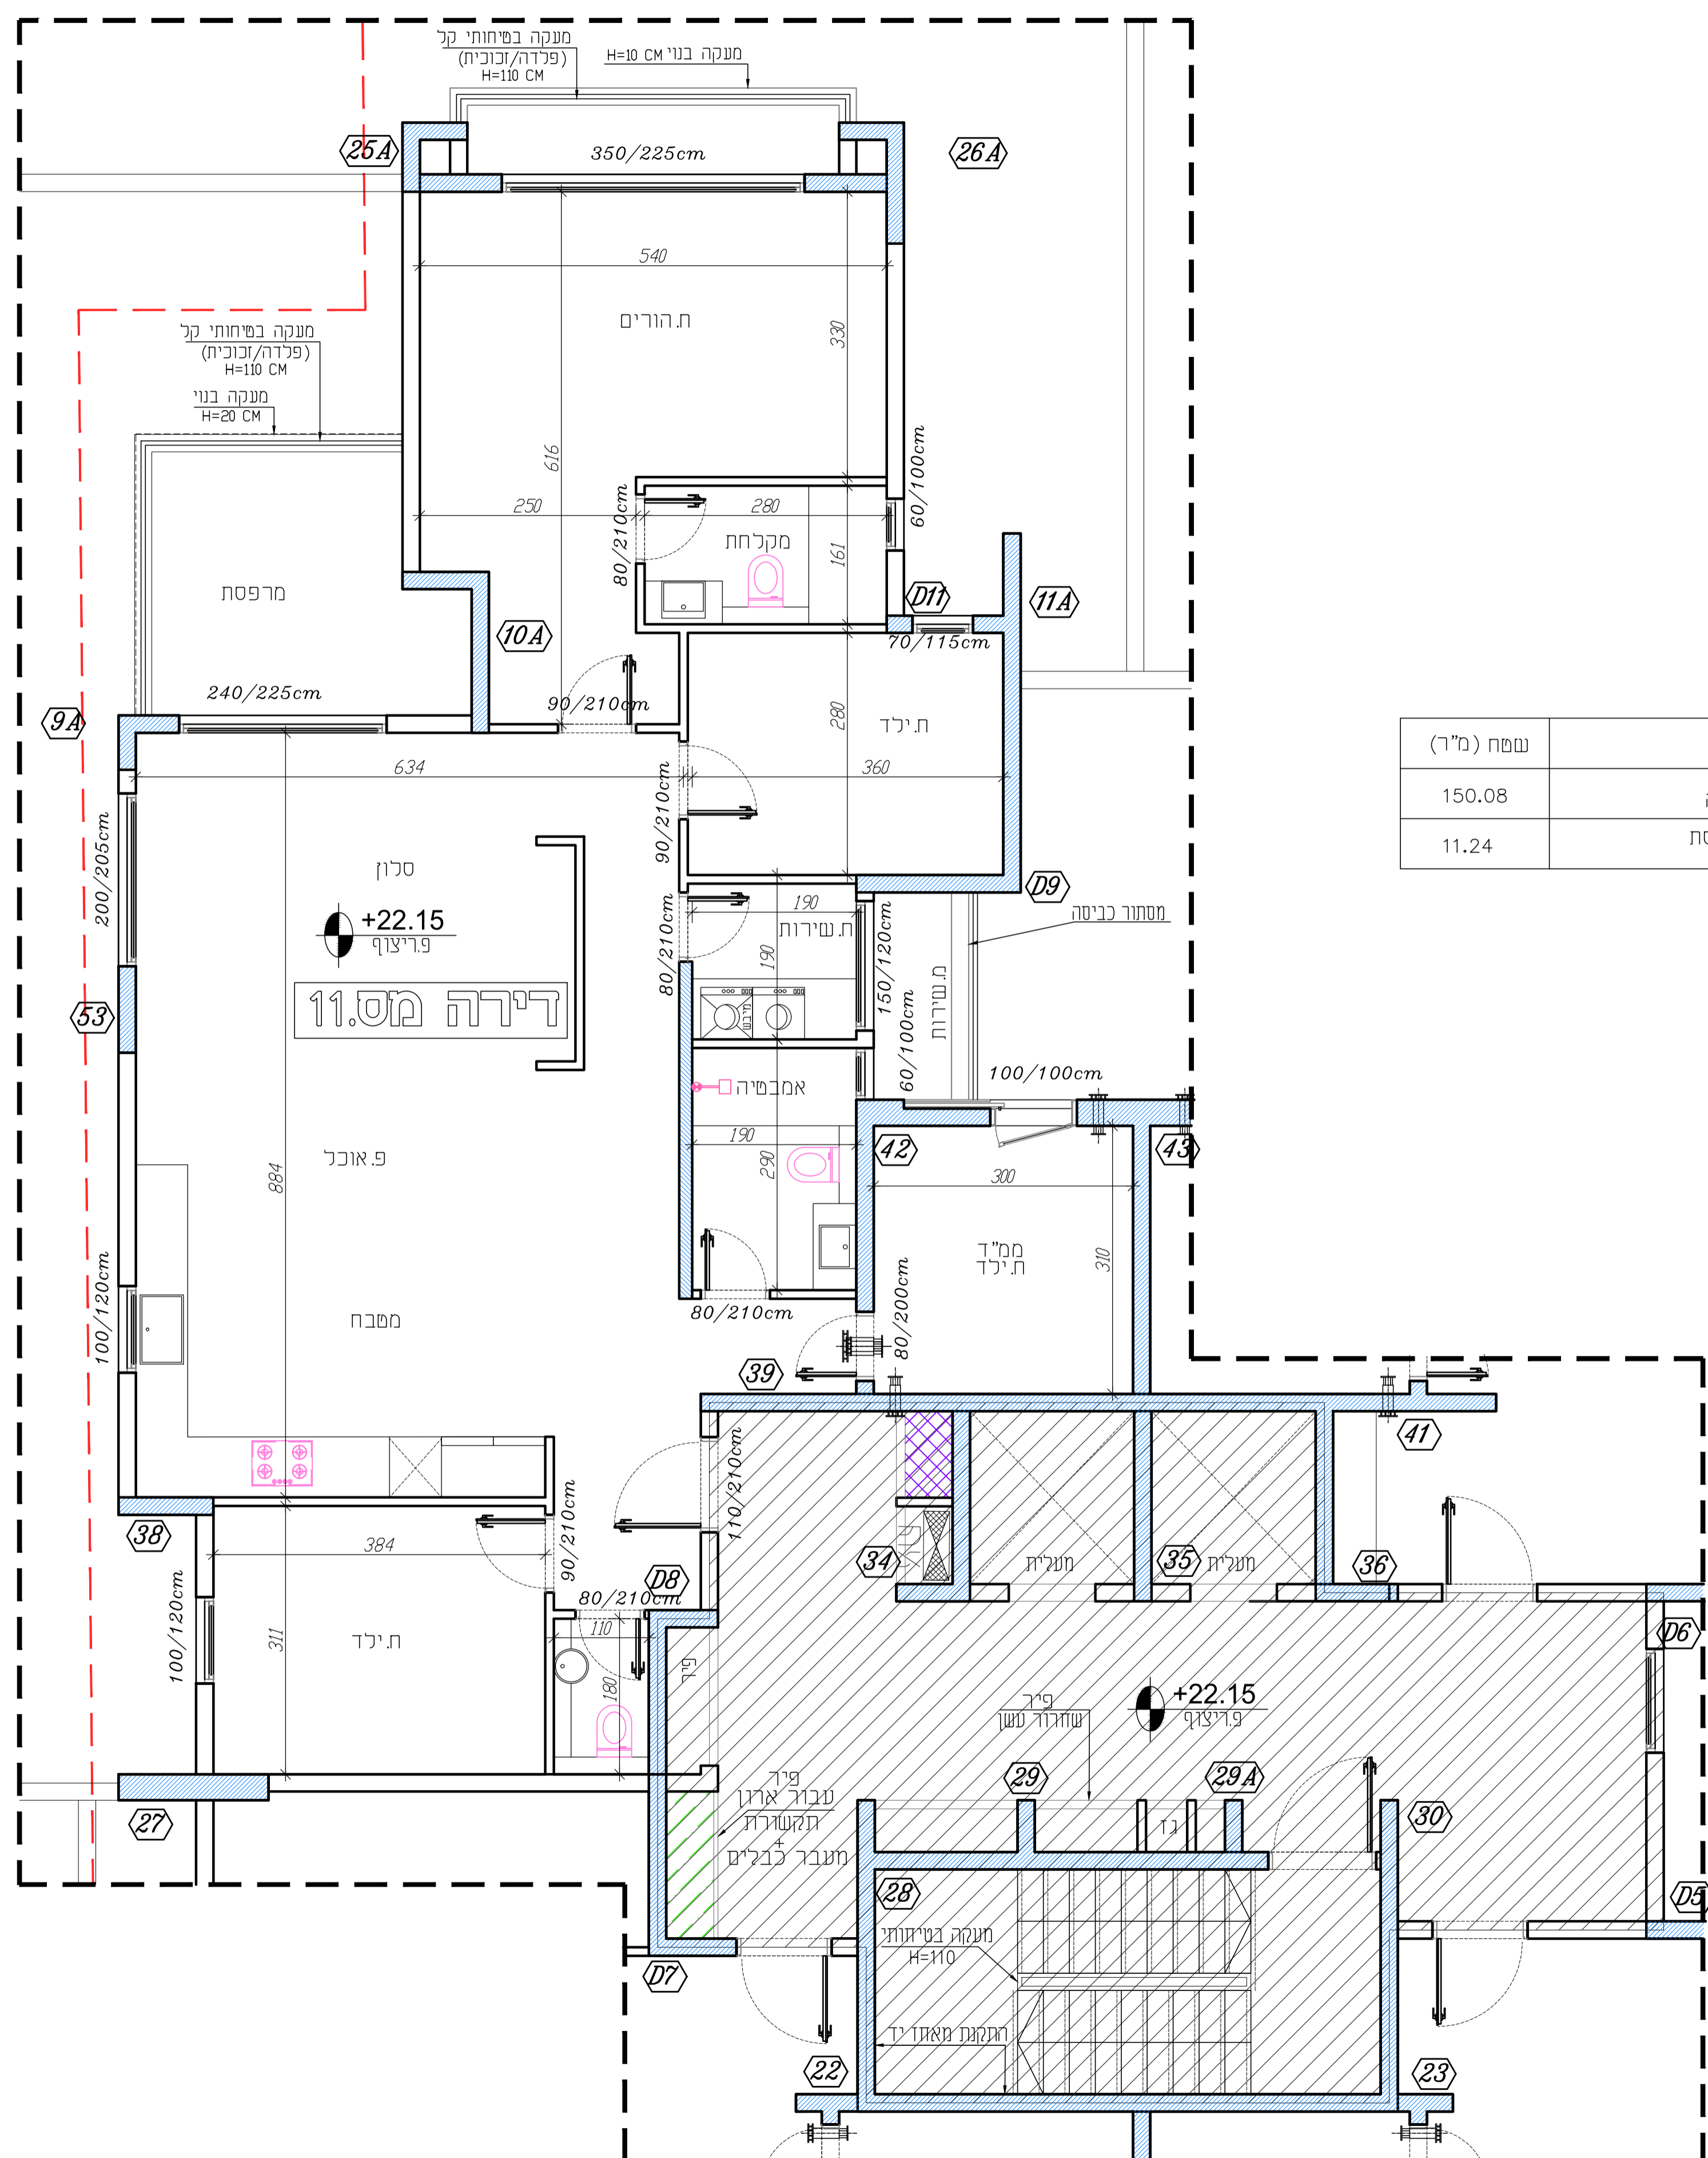 מעקה בטיחותי קל
(פלדה/זכוכית)
H=110 CM
מעקה בנוי H=10 CM
25A
350/225cm
26A
540
ח.הורים
330
מעקה בטיחותי קל
(פלדה/זכוכית)
H=110 CM
מעקה בנוי
H=20 CM
616
60/100cm
250
80/210cm
280
מקלחת
161
מרפסת
10A
D11
11A
70/115cm
240/225cm
90/210cm
9A
280
ח.ילד
שטח (מ"ר)
150.08
11.24
634
360
90/210cm
200/205cm
סלון
D9
+22.15
פ.ריצוף
80/210cm
190
ח.שירות
190
150/120cm
מסתור כביסה
דירה מס.11
53
מייבש
מ.שירות
60/100cm
100/100cm
אמבטיה
190
290
42
43
פ.אוכל
884
300
ממ"ד
ח.ילד
310
100/120cm
מטבח
80/210cm
80/200cm
39
41
110/210cm
38
384
90/210cm
34
מעלית
35
מעלית
36
D8
80/210cm
100/120cm
311
ח.ילד
110
180
פיר
D6
פיר
שחרור עשן
+22.15
פ.ריצוף
פיר
עבור ארון
תקשורת
+
מעבר כבלים
29
29A
27
גז
30
28
D5
מעקה בטיחותי
H=110
D7
התקנת מאחז יד
22
23